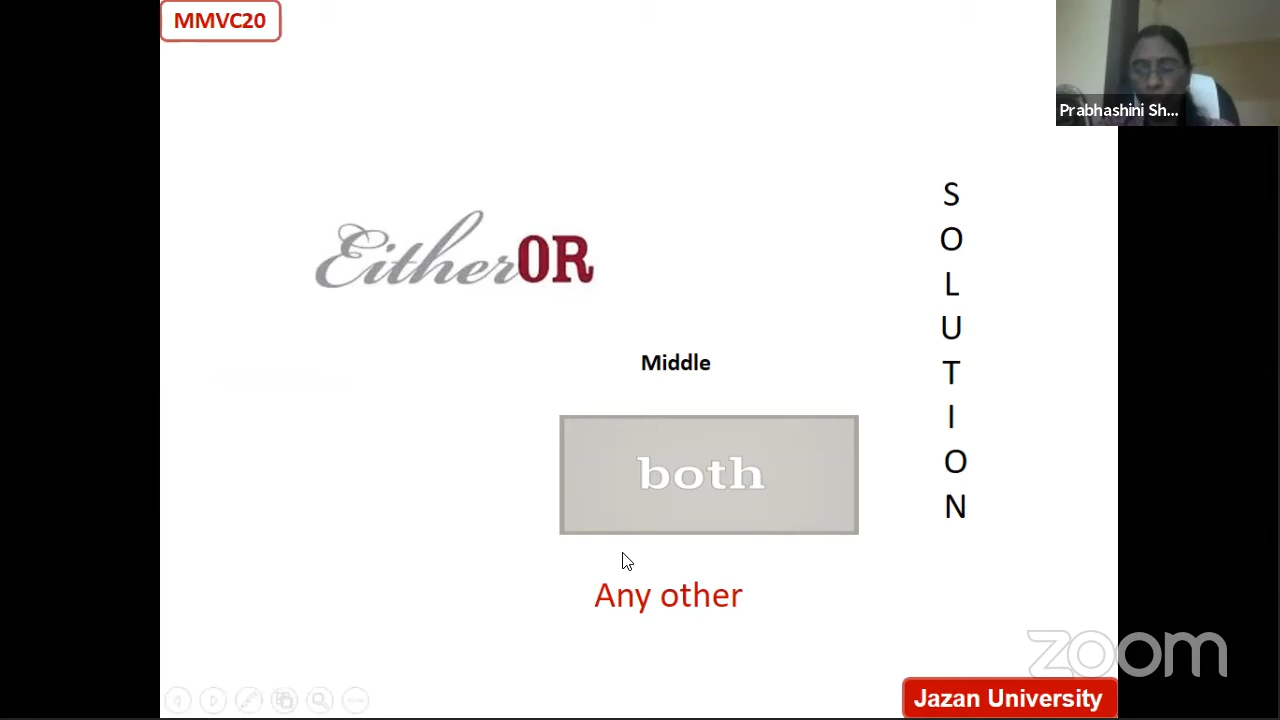 MMVC20
Prabhashini Sh...
EitherOR
S
O
L
U
T
I
O
N
Middle
both
Any other
zoom
Jazan University